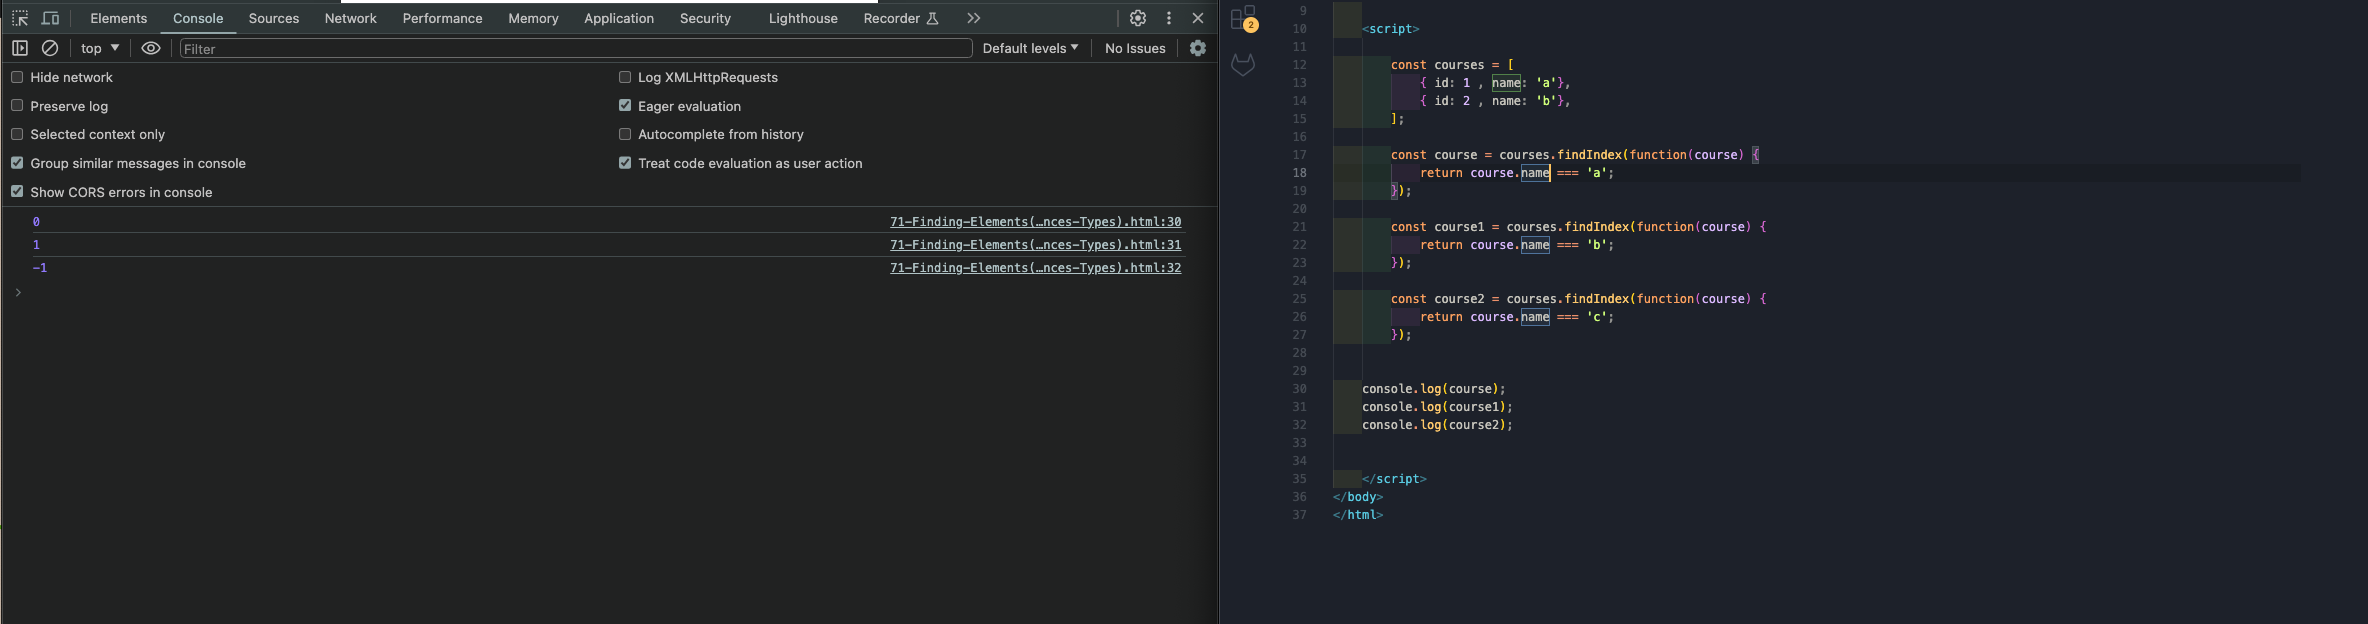 Elements Console Sources Network Performance Memory Application Security Lighthouse Recorder
top Filter Default levels No Issues
Hide network
Log XMLHttpRequests
Preserve log
Eager evaluation
Selected context only
Autocomplete from history
Group similar messages in console
Treat code evaluation as user action
Show CORS errors in console
0 71-Finding-Elements(…nces-Types).html:30
1 71-Finding-Elements(…nces-Types).html:31
-1 71-Finding-Elements(…nces-Types).html:32
>
2
9
10 <script>
11
12 const courses = [
13 { id: 1 , name: 'a'},
14 { id: 2 , name: 'b'},
15 ];
16
17 const course = courses.findIndex(function(course) {
18 return course.name === 'a';
19 });
20
21 const course1 = courses.findIndex(function(course) {
22 return course.name === 'b';
23 });
24
25 const course2 = courses.findIndex(function(course) {
26 return course.name === 'c';
27 });
28
29
30 console.log(course);
31 console.log(course1);
32 console.log(course2);
33
34
35 </script>
36 </body>
37 </html>